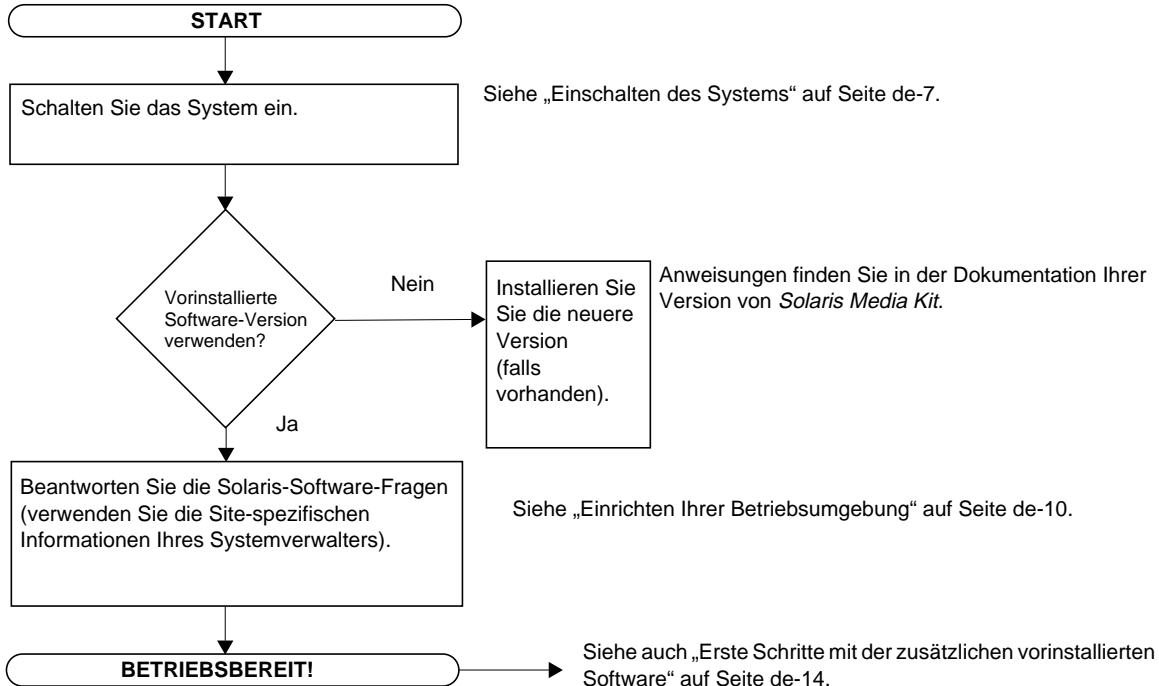 START
Schalten Sie das System ein.
Siehe „Einschalten des Systems“ auf Seite de-7.
Vorinstallierte
Software-Version
verwenden?
Nein
Installieren Sie
Sie die neuere
Version
(falls
vorhanden).
Anweisungen finden Sie in der Dokumentation Ihrer
Version von Solaris Media Kit.
Ja
Beantworten Sie die Solaris-Software-Fragen
(verwenden Sie die Site-spezifischen
Informationen Ihres Systemverwalters).
Siehe „Einrichten Ihrer Betriebsumgebung“ auf Seite de-10.
BETRIEBSBEREIT!
Siehe auch „Erste Schritte mit der zusätzlichen vorinstallierten
Software“ auf Seite de-14.